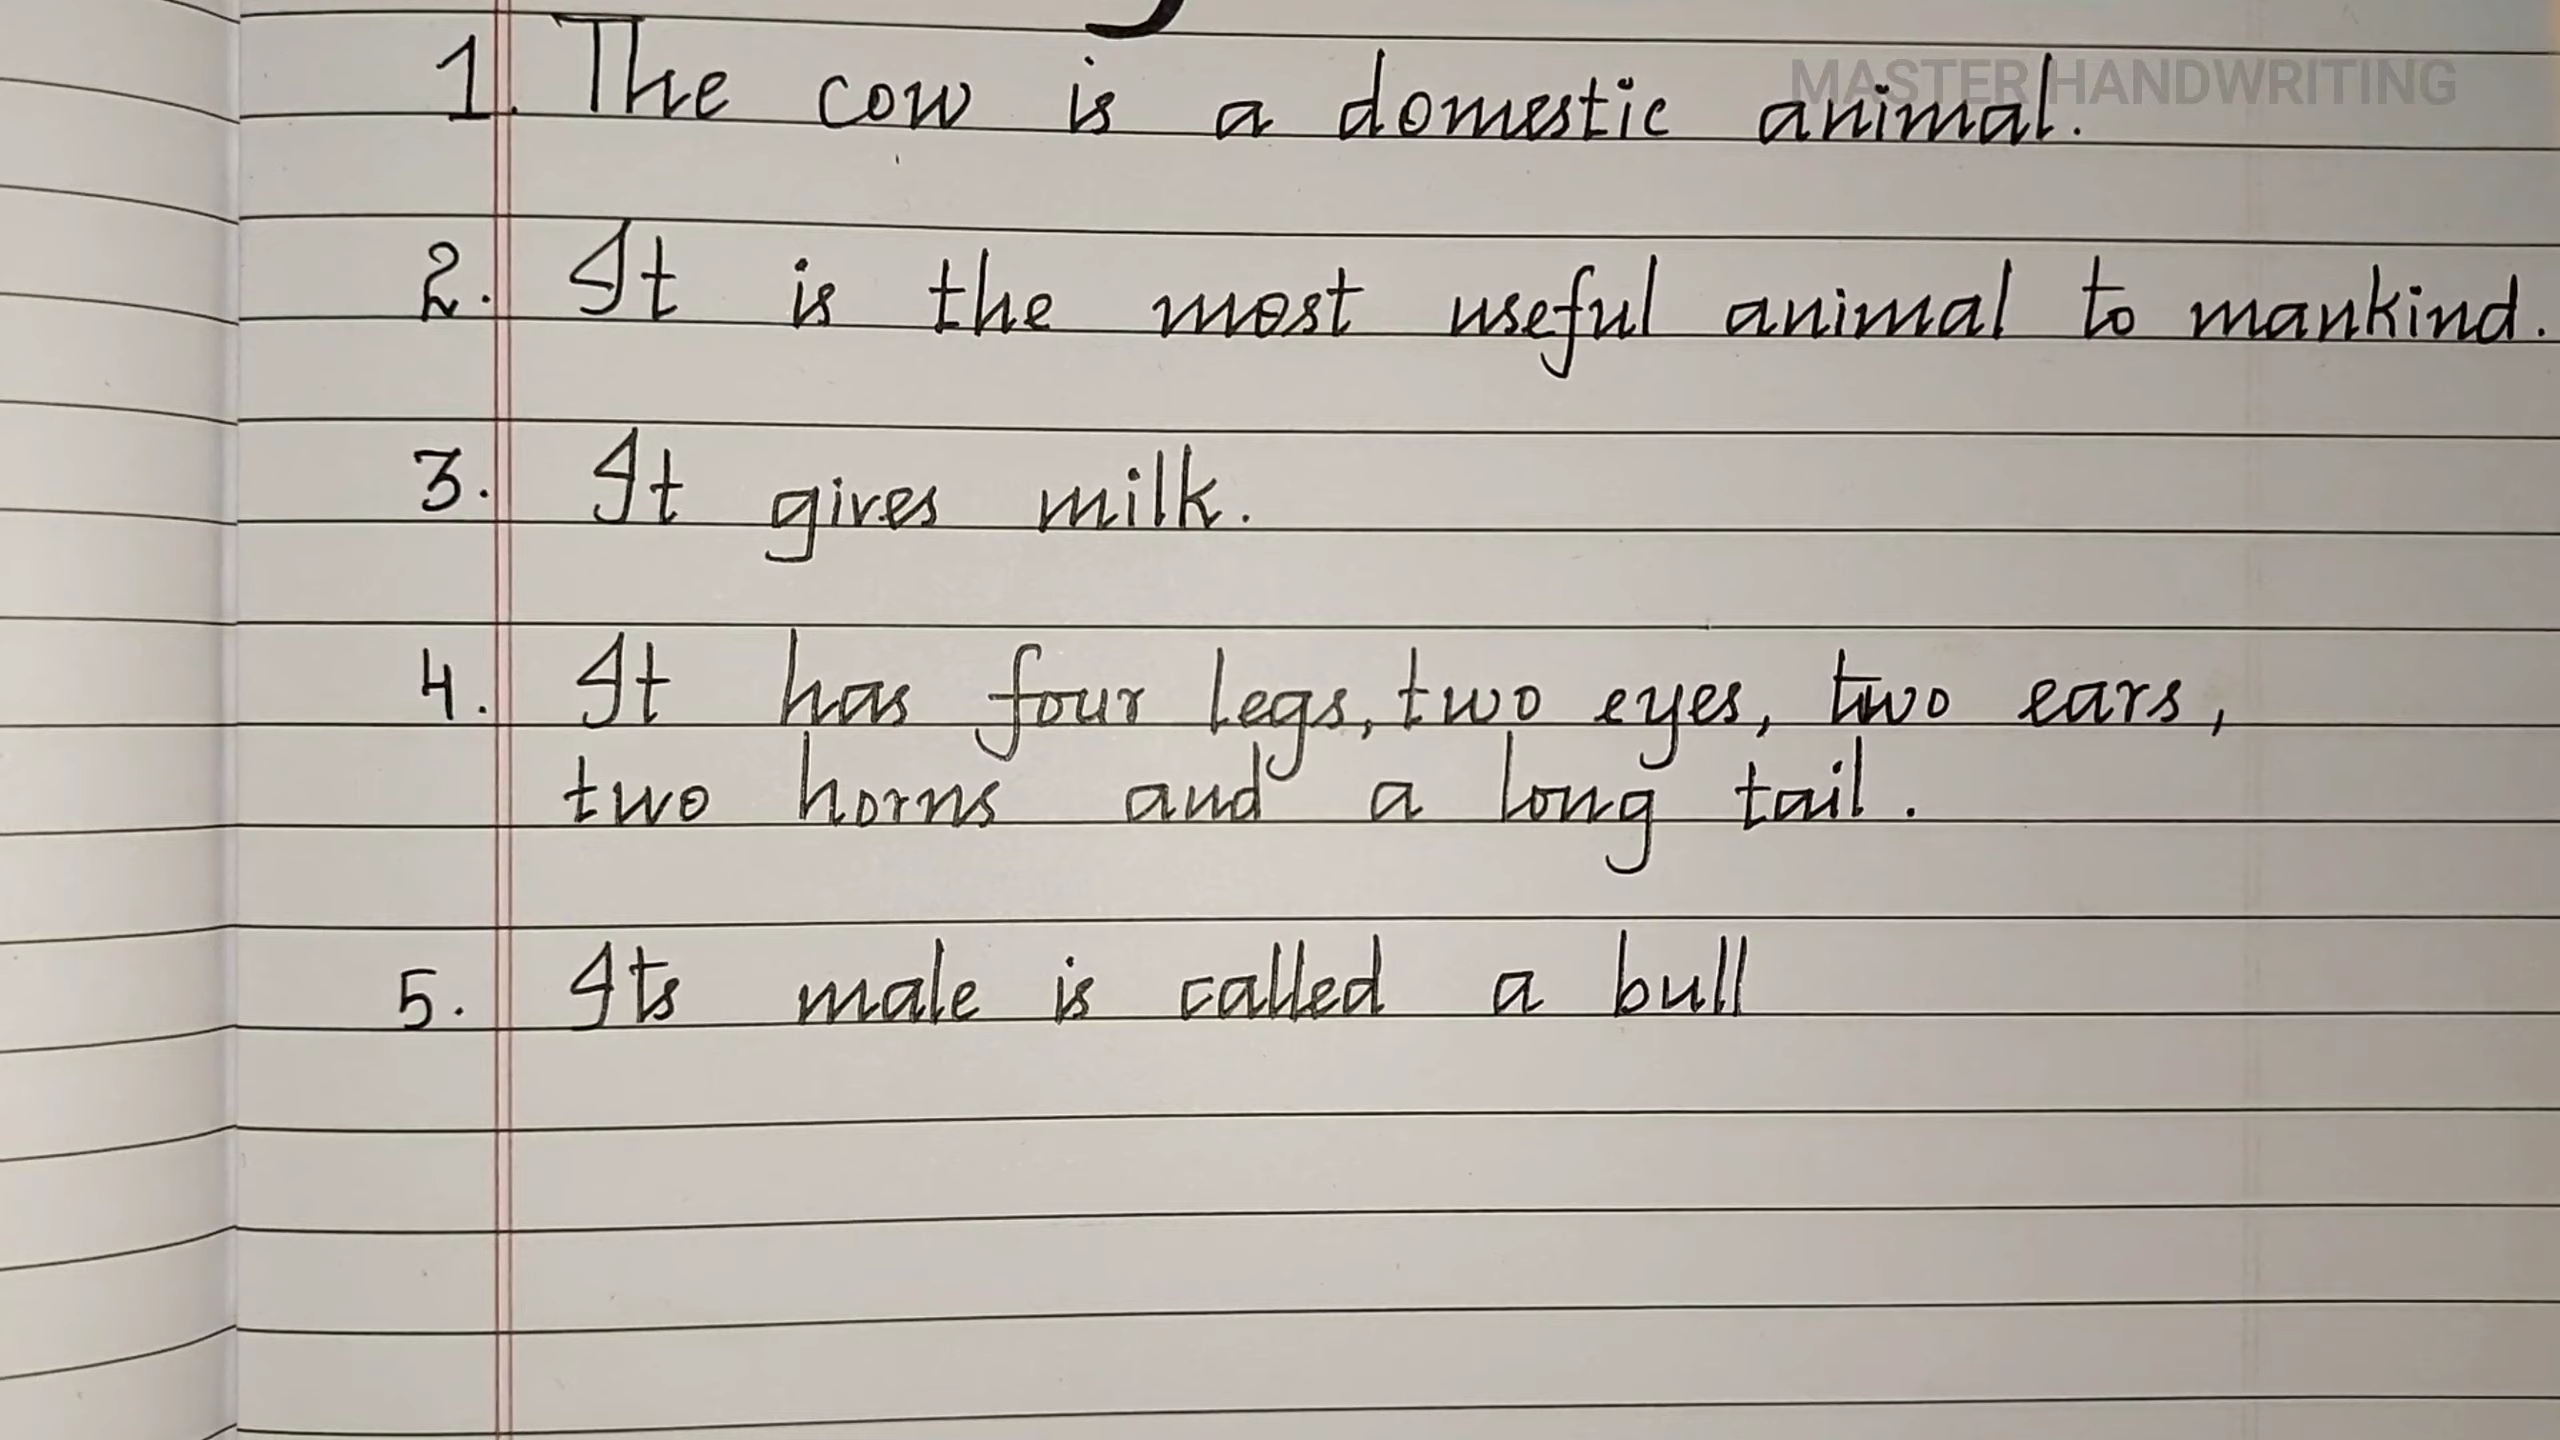 MASTER HANDWRITING
1. The cow is a domestic animal.
2. It is the most useful animal to mankind.
3. It gives milk.
4. It has four legs, two eyes, two ears,
two horns and a long tail.
5. Its male is called a bull